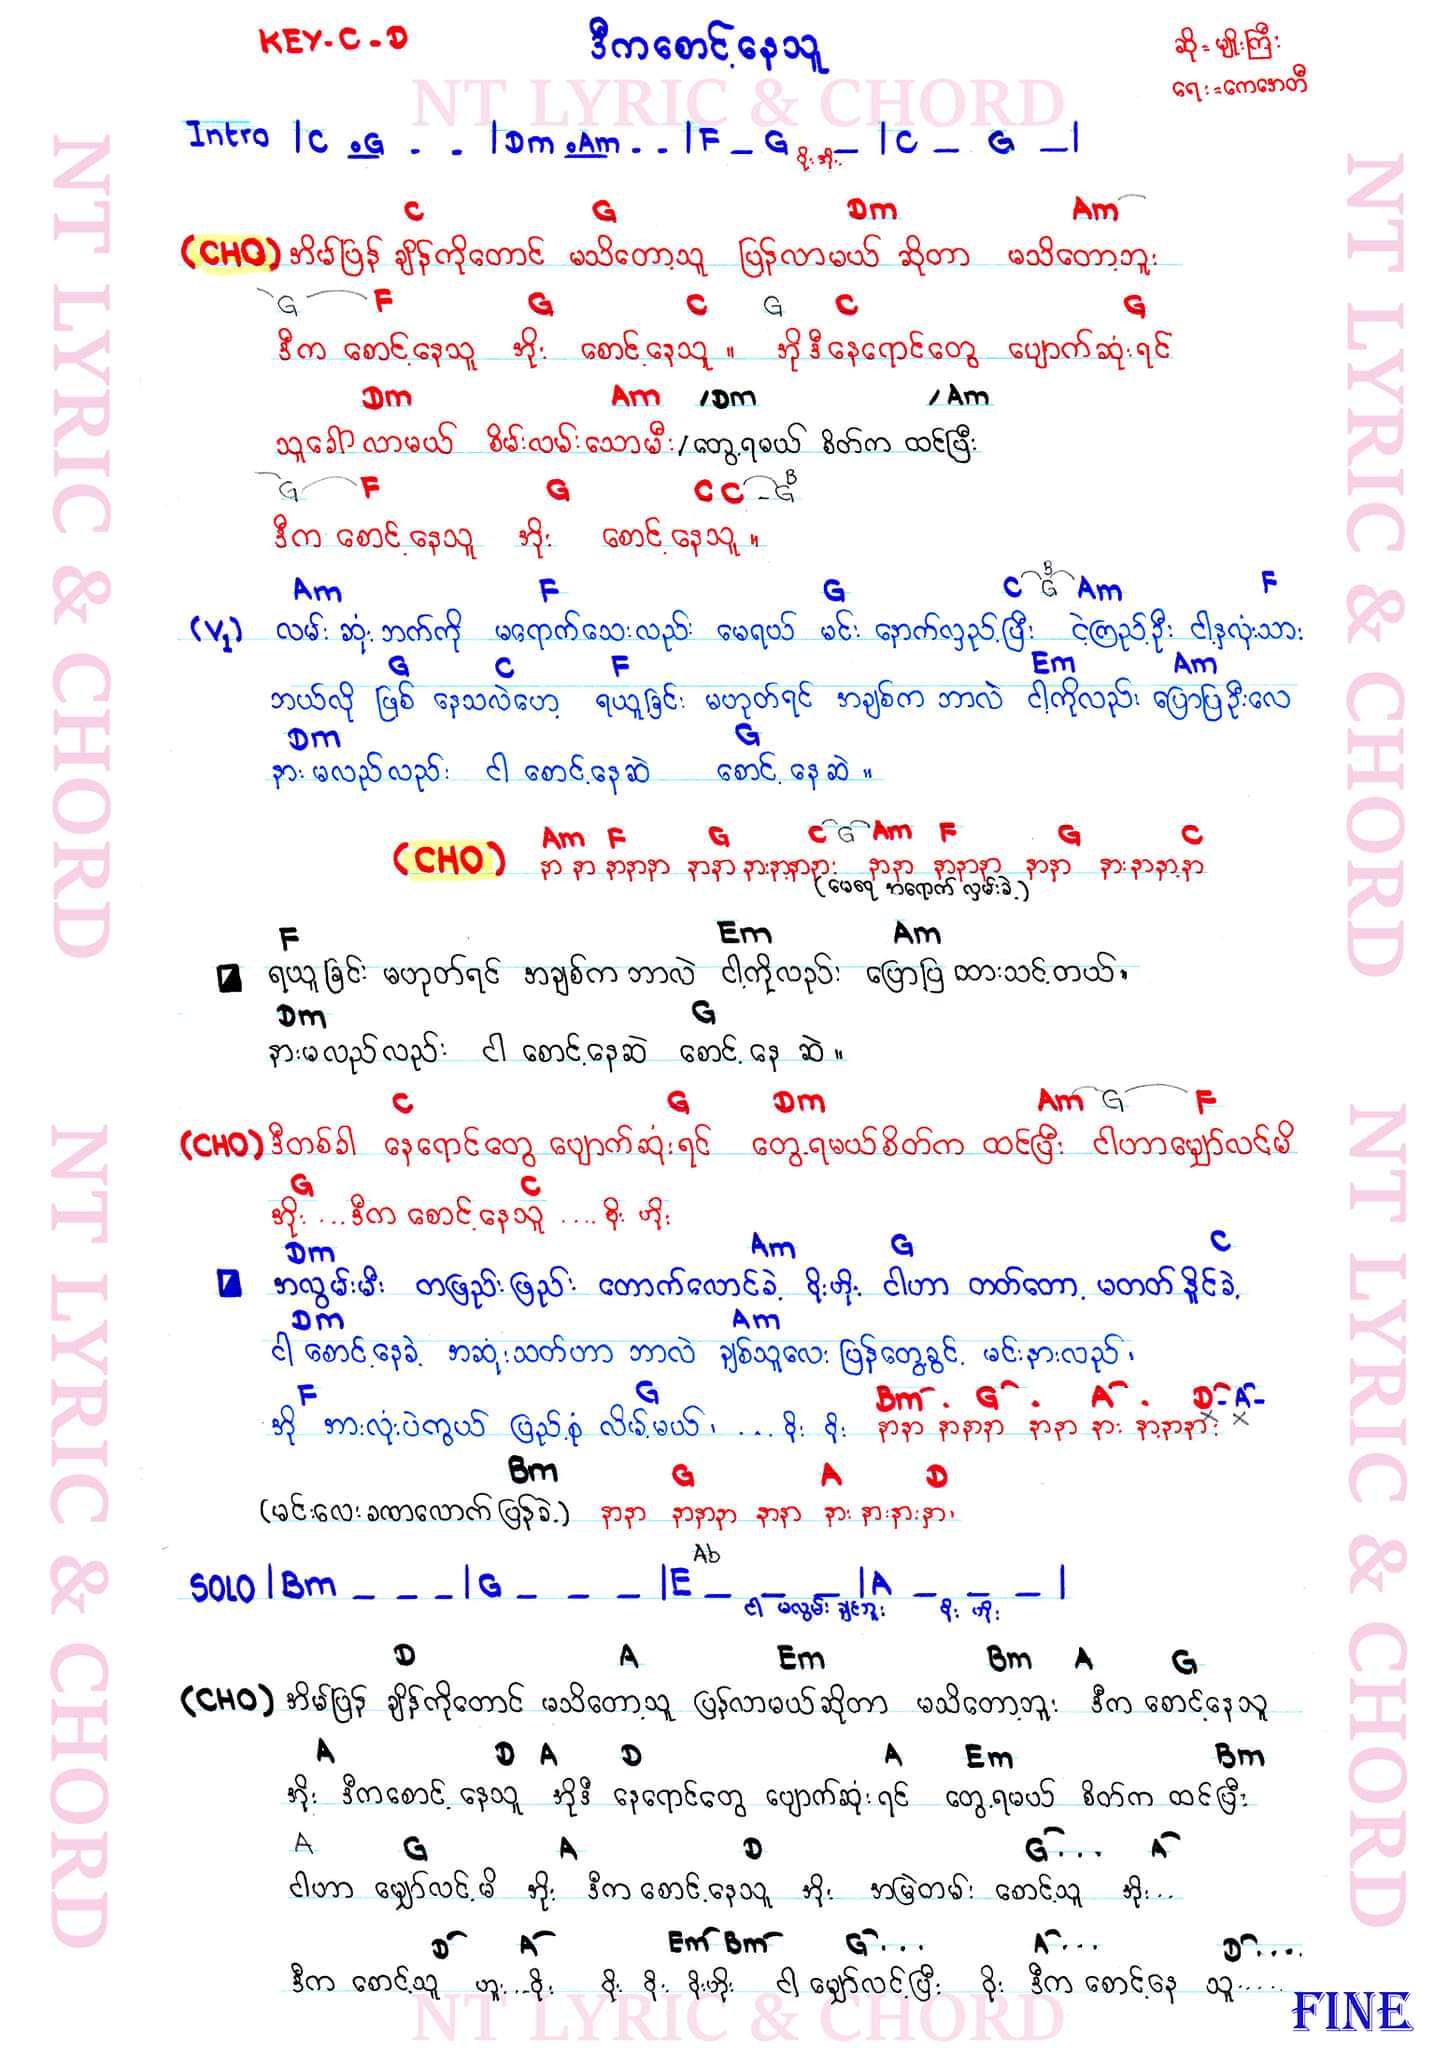 KEY-C-D
ဒီကစောင့်နေသူ
ဆို = မျိုးကြီး
ရေး = ကေအေတီ
NT LYRIC & CHORD
Intro |C .G . . |Dm .Am . . |F _ G _ |C _ G _|
C G Dm Am
(CHO) အိမ်ပြန် ချိန်ကိုတောင် မသိတော့သူ ပြန်လာမယ် ဆိုတာ မသိတော့ဘူး
G F G C G C G
ဒီက စောင့်နေသူ အိုး စောင့်နေသူ ။ အိုဒီနေရောင်တွေ ပျောက်ဆုံးရင်
Dm Am /Dm /Am
သူခေါ်လာမယ် စိမ်းလမ်းသောမီး/တွေ့ရမယ် စိတ်က ထင်ပြီး
G F G C C - G B
ဒီက စောင့်နေသူ အိုး စောင့်နေသူ ။
Am F G C G B Am F
(V1) လမ်းဆုံးဘက်ကို မရောက်သေးလည်း မေရယ် မင်း နောက်လှည့်ပြီး ငဲ့ကြည့်ဦး ငါ့နှလုံးသား
G C F Em Am
ဘယ်လို ဖြစ် နေသလဲဟေ့ ရယူခြင်း မဟုတ်ရင် အချစ်က ဘာလဲ ငါ့ကိုလည်း ပြောပြဦးလေ
Dm G
နားမလည်လည်း ငါ စောင့်နေဆဲ စောင့်နေဆဲ ။
Am F G C G Am F G C
(CHO) နာ နာ နာနာနာ နာနာ နားနာ့နာနား နာနာ နာနာနာ နာနာ နားနာနာ့နာ
(မေရေ အရောက် လှမ်းခဲ့)
F Em Am
ရယူခြင်း မဟုတ်ရင် အချစ်က ဘာလဲ ငါ့ကိုလည်း ပြောပြ ထားသင့်တယ်၊
Dm G
နားမလည်လည်း ငါ စောင့်နေဆဲ စောင့်နေ ဆဲ ။
C G Dm Am G F
(CHO) ဒီတစ်ခါ နေရောင်တွေ ပျောက်ဆုံးရင် တွေ့ရမယ်စိတ်က ထင်ပြီး ငါဟာမျှော်လင့်မိ
G C
အိုး ...ဒီက စောင့်နေသူ .... စိုး ဟိုး
Dm Am G C
အလွမ်းမီး တဖြည်းဖြည်း တောက်လောင်ခဲ့ စိုးဟိုး ငါဟာ တတ်တော့ မတတ်နိုင်ခဲ့
Dm Am
ငါ စောင့်နေခဲ့ အဆုံးသတ်ဟာ ဘာလဲ ချစ်သူလေး ပြန်တွေ့ခွင့် မင်းနားလည်၊
F G Bm . G . A . D - A -
အို အားလုံးပဲကွယ် ပြည့်စုံ လိမ့်မယ်၊ ... စိုး စိုး နာနာ နာနာနာ နာနာ နား နာ့နာနား
Bm G A D
(မင်းလေးခဏလောက်ပြန်ခဲ့) နာနာ နာနာနာ နာနာ နား နားနားနာ၊
Ab
SOLO |Bm _ _ _|G _ _ _|E _ _ _|A _ _ _|
ငါ မလွမ်းချင်ဘူး စိုး ဟိုး
D A Em Bm A G
(CHO) အိမ်ပြန် ချိန်ကိုတောင် မသိတော့သူ ပြန်လာမယ်ဆိုတာ မသိတော့ဘူး ဒီက စောင့်နေသူ
A D A D A Em Bm
အိုး ဒီကစောင့်နေသူ အိုဒီ နေရောင်တွေ ပျောက်ဆုံးရင် တွေ့ရမယ် စိတ်က ထင်ပြီး
A G A D G... A
ငါဟာ မျှော်လင့်မိ အိုး ဒီက စောင့်နေသူ အိုး အမြဲတမ်း စောင့်သူ အိုး...
D A Em Bm G... A... D....
ဒီက စောင့်သူ ဟူး...စိုး စိုး စိုး စိုးဟိုး ငါ မျှော်လင့်ပြီး စိုး ဒီက စောင့်နေ သူ.....
FINE
NT LYRIC & CHORD
NT LYRIC & CHORD
NT LYRIC & CHORD
NT LYRIC & CHORD
NT LYRIC & CHORD